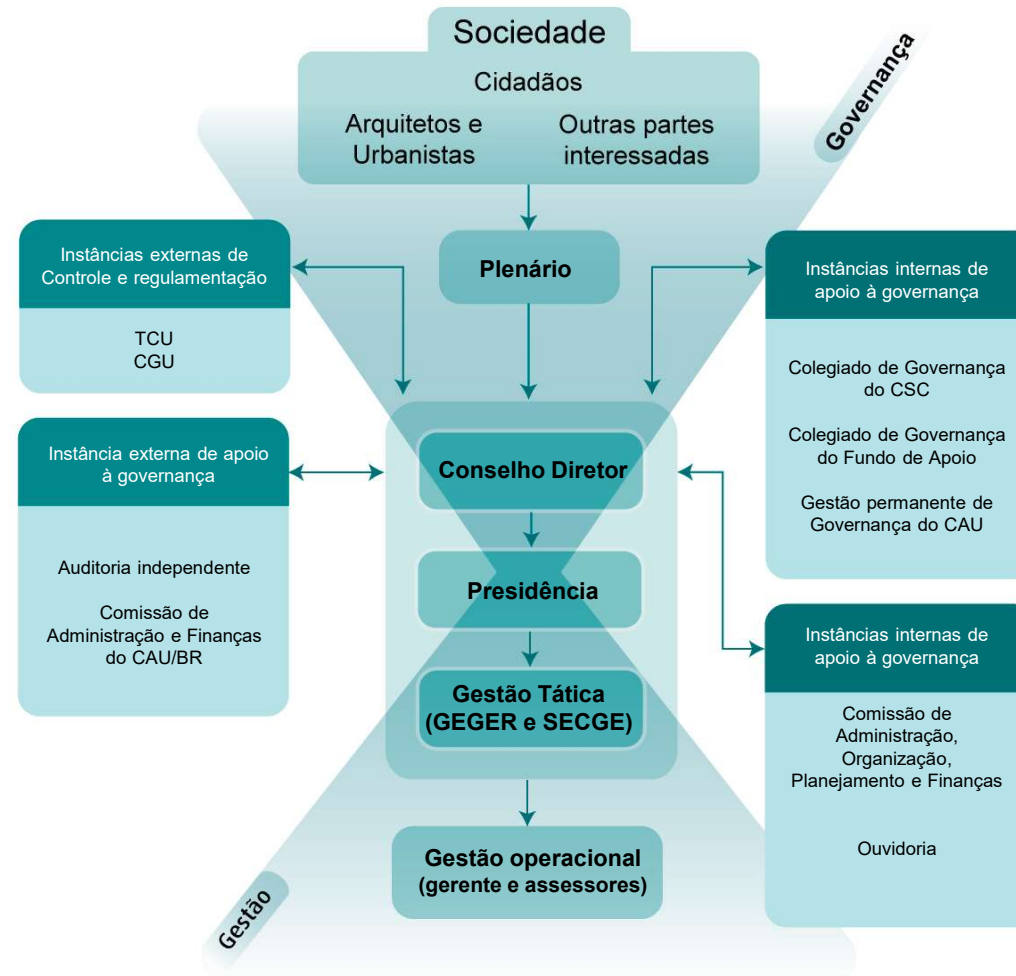 Sociedade
Cidadãos
Arquitetos e
Urbanistas
Outras partes
interessadas
Governança
Plenário
Instâncias externas de
Controle e regulamentação
TCU
CGU
Instâncias internas de
apoio à governança
Colegiado de Governança
do CSC
Colegiado de Governança
do Fundo de Apoio
Gestão permanente de
Governança do CAU
Instância externa de apoio
à governança
Auditoria independente
Comissão de
Administração e Finanças
do CAU/BR
Conselho Diretor
Presidência
Gestão Tática
(GEGER e SECGE)
Instâncias internas de
apoio à governança
Comissão de
Administração,
Organização,
Planejamento e Finanças
Ouvidoria
Gestão operacional
(gerente e assessores)
Gestão